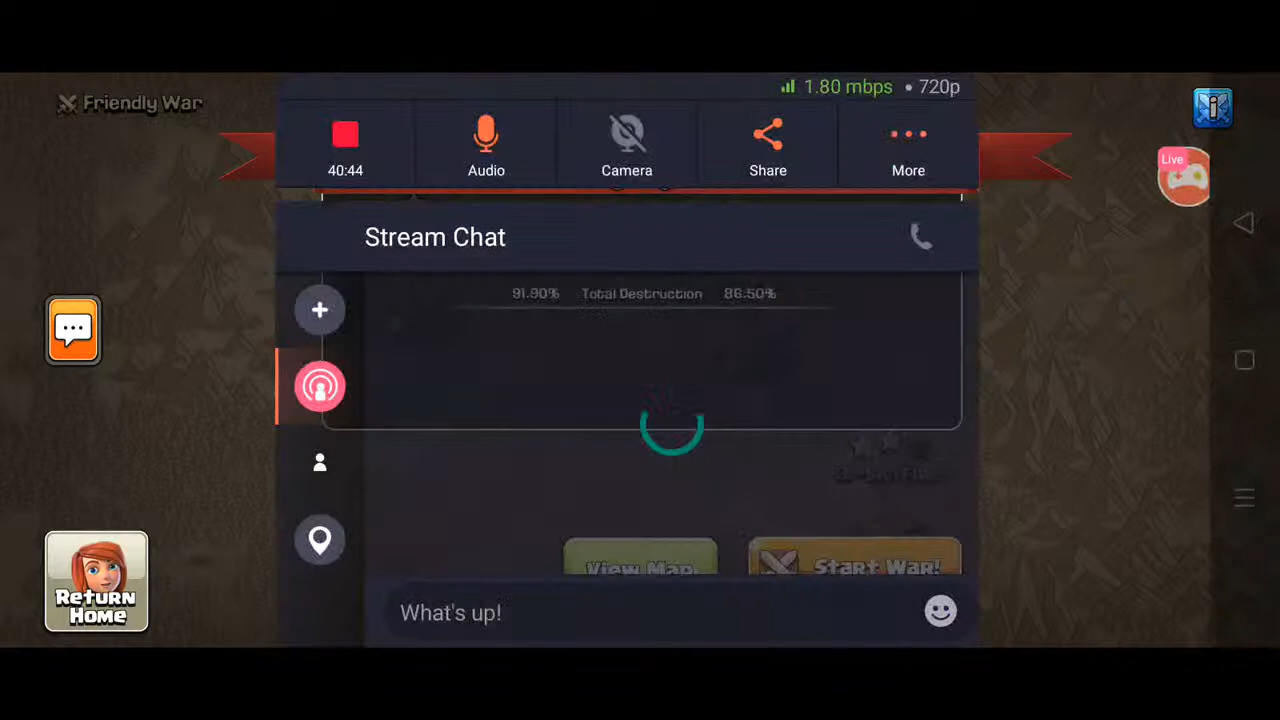 1.80 mbps • 720p
Friendly War
Live
40:44
Audio
Camera
Share
More
Stream Chat
91.90% Total Destruction 86.50%
View Map
Start War!
Return
Home
What's up!